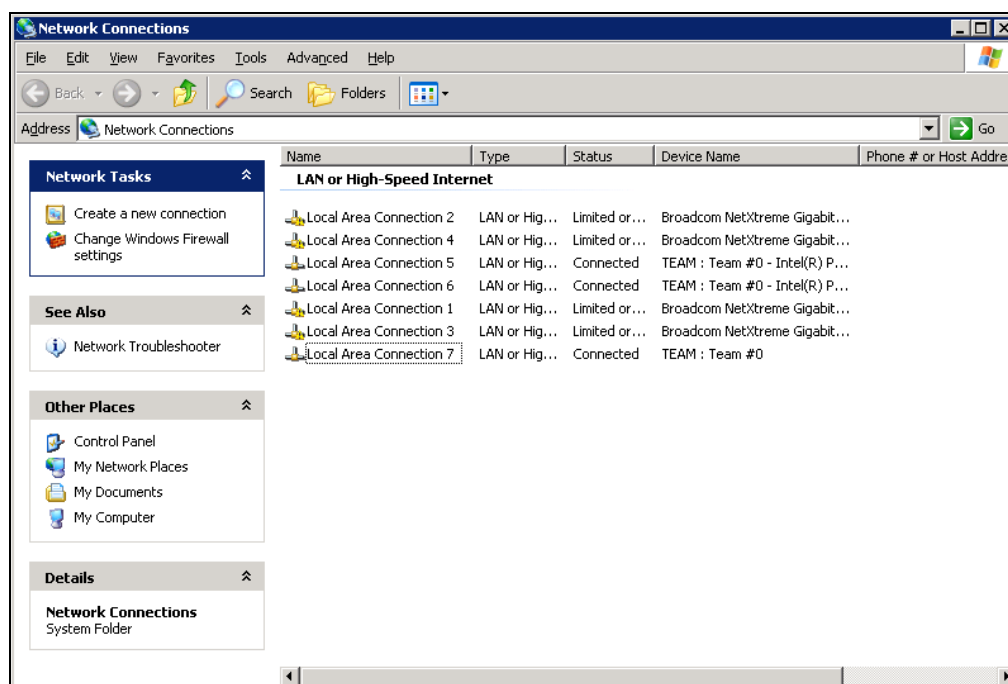 Network Connections
File Edit View Favorites Tools Advanced Help
Back Search Folders
Address Network Connections Go
Network Tasks
Create a new connection
Change Windows Firewall
settings
See Also
Network Troubleshooter
Other Places
Control Panel
My Network Places
My Documents
My Computer
Details
Network Connections
System Folder
Name Type Status Device Name Phone # or Host Addre
LAN or High-Speed Internet
Local Area Connection 2 LAN or Hig... Limited or... Broadcom NetXtreme Gigabit...
Local Area Connection 4 LAN or Hig... Limited or... Broadcom NetXtreme Gigabit...
Local Area Connection 5 LAN or Hig... Connected TEAM : Team #0 - Intel(R) P...
Local Area Connection 6 LAN or Hig... Connected TEAM : Team #0 - Intel(R) P...
Local Area Connection 1 LAN or Hig... Limited or... Broadcom NetXtreme Gigabit...
Local Area Connection 3 LAN or Hig... Limited or... Broadcom NetXtreme Gigabit...
Local Area Connection 7 LAN or Hig... Connected TEAM : Team #0